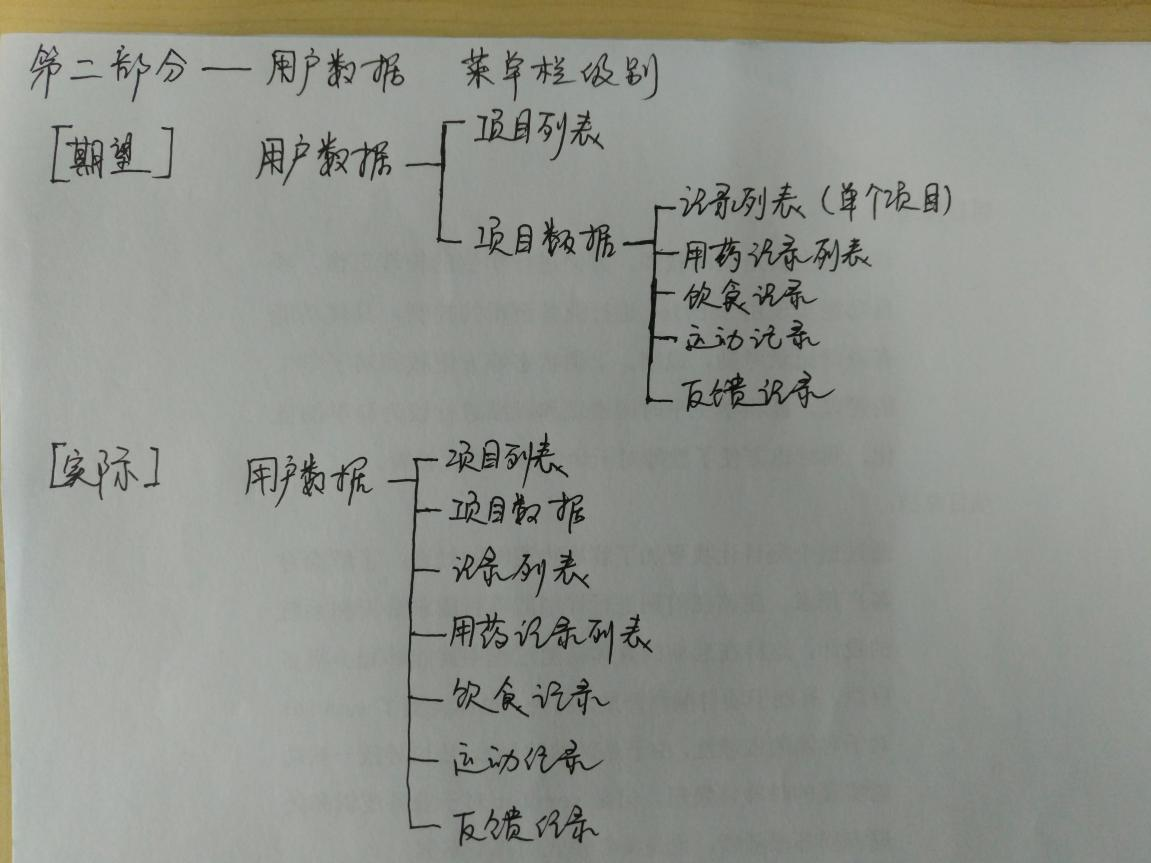 第二部分 — 用户数据 菜单栏级别
[期望] 用户数据
项目列表
项目数据
记录列表(单个项目)
用药记录列表
饮食记录
运动记录
反馈记录
[实际] 用户数据
项目列表
项目数据
记录列表
用药记录列表
饮食记录
运动记录
反馈记录